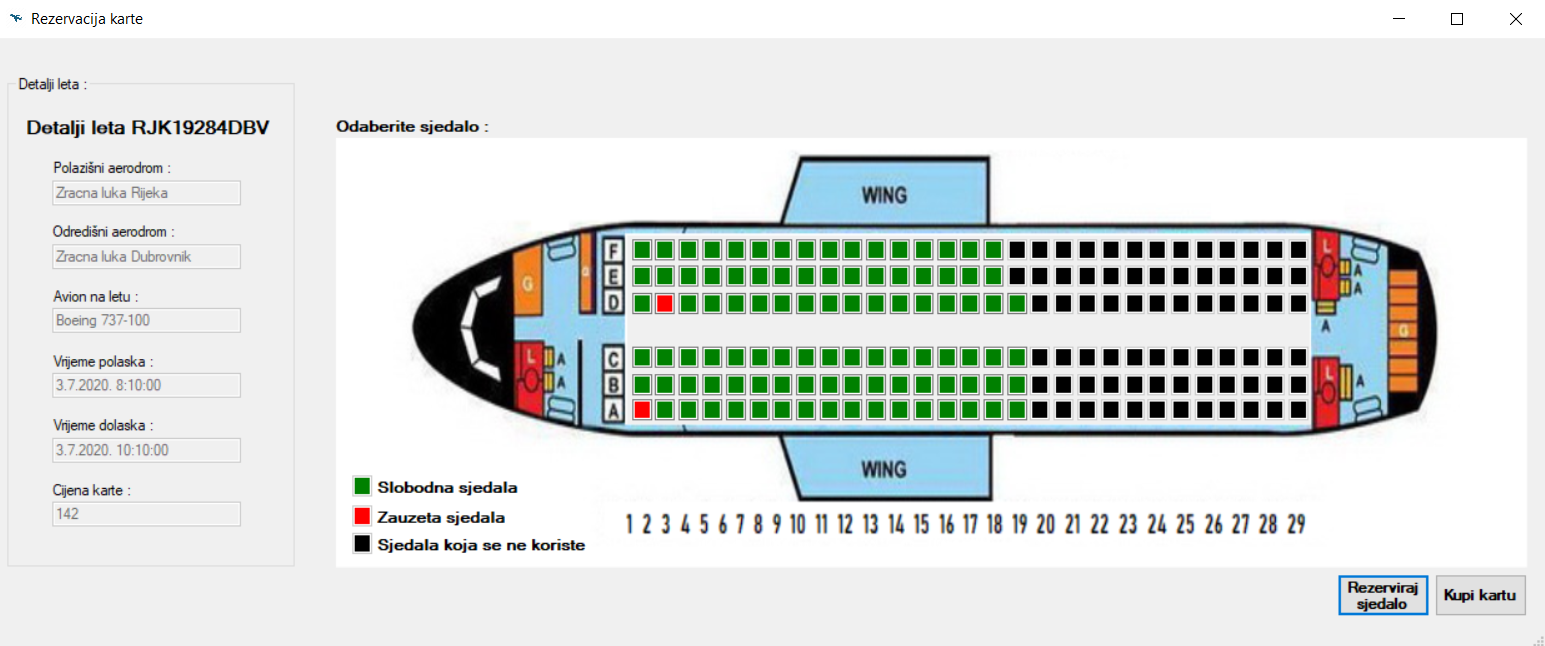 Rezervacija karte
Detalji leta :
Detalji leta RJK19284DBV
Polazišni aerodrom :
Zracna luka Rijeka
Odredišni aerodrom :
Zracna luka Dubrovnik
Avion na letu :
Boeing 737-100
Vrijeme polaska :
3.7.2020. 8:10:00
Vrijeme dolaska :
3.7.2020. 10:10:00
Cijena karte :
142
Odaberite sjedalo :
WING
F
E
D
C
B
A
G
G
L
A
A
L
A
A
A
G
L
A
WING
Slobodna sjedala
Zauzeta sjedala
Sjedala koja se ne koriste
1 2 3 4 5 6 7 8 9 10 11 12 13 14 15 16 17 18 19 20 21 22 23 24 25 26 27 28 29
Rezerviraj
sjedalo
Kupi kartu